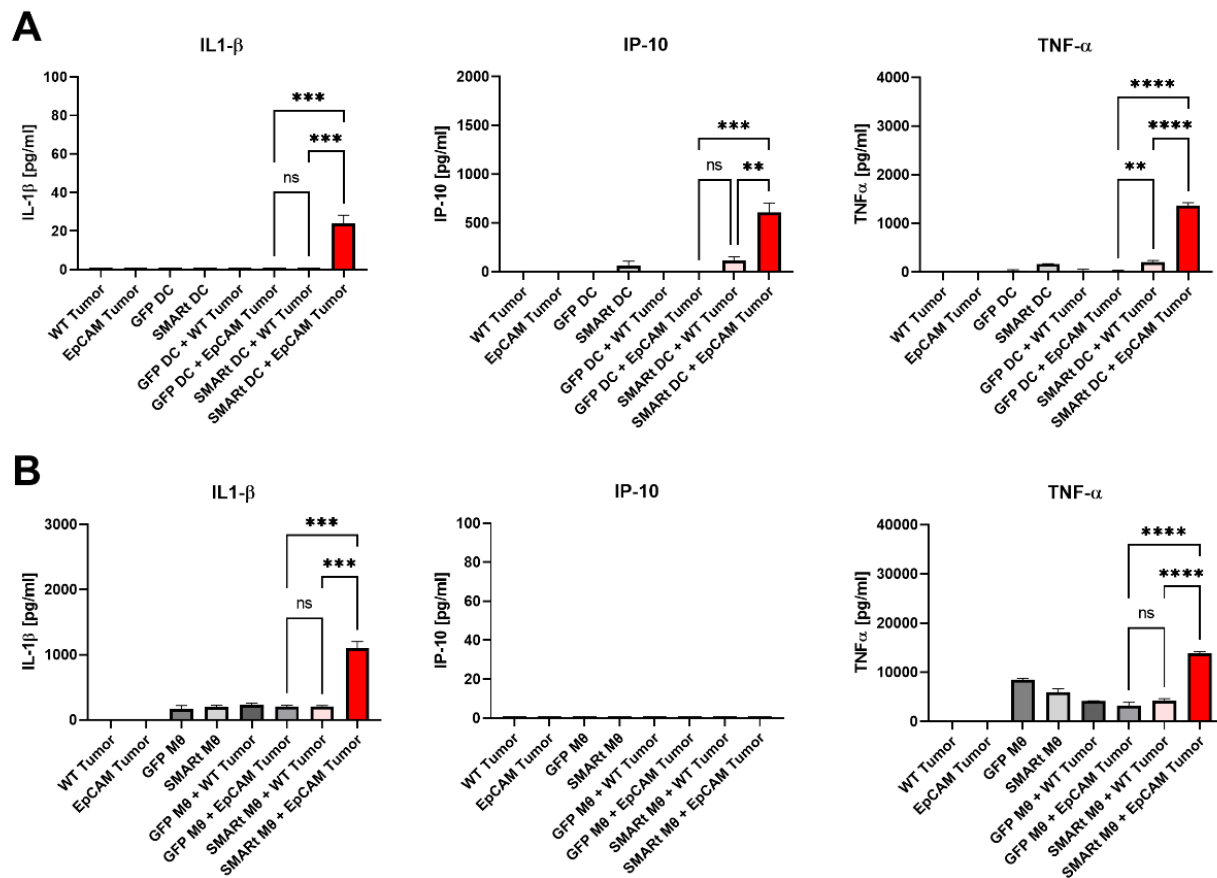 A
IL1-β
IL-1β [pg/ml]
100
80
60
40
20
0
***
***
ns
WT Tumor
EpCAM Tumor
GFP DC
SMARt DC
GFP DC + WT Tumor
GFP DC + EpCAM Tumor
SMARt DC + WT Tumor
SMARt DC + EpCAM Tumor
IP-10
IP-10 [pg/ml]
2000
1500
1000
500
0
***
ns
**
WT Tumor
EpCAM Tumor
GFP DC
SMARt DC
GFP DC + WT Tumor
GFP DC + EpCAM Tumor
SMARt DC + WT Tumor
SMARt DC + EpCAM Tumor
TNF-α
TNFα [pg/ml]
4000
3000
2000
1000
0
****
****
**
WT Tumor
EpCAM Tumor
GFP DC
SMARt DC
GFP DC + WT Tumor
GFP DC + EpCAM Tumor
SMARt DC + WT Tumor
SMARt DC + EpCAM Tumor
B
IL1-β
IL-1β [pg/ml]
3000
2000
1000
0
***
***
ns
WT Tumor
EpCAM Tumor
GFP Mθ
SMARt Mθ
GFP Mθ + WT Tumor
GFP Mθ + EpCAM Tumor
SMARt Mθ + WT Tumor
SMARt Mθ + EpCAM Tumor
IP-10
IP-10 [pg/ml]
100
80
60
40
20
0
WT Tumor
EpCAM Tumor
GFP Mθ
SMARt Mθ
GFP Mθ + WT Tumor
GFP Mθ + EpCAM Tumor
SMARt Mθ + WT Tumor
SMARt Mθ + EpCAM Tumor
TNF-α
TNFα [pg/ml]
40000
30000
20000
10000
0
****
****
ns
WT Tumor
EpCAM Tumor
GFP Mθ
SMARt Mθ
GFP Mθ + WT Tumor
GFP Mθ + EpCAM Tumor
SMARt Mθ + WT Tumor
SMARt Mθ + EpCAM Tumor